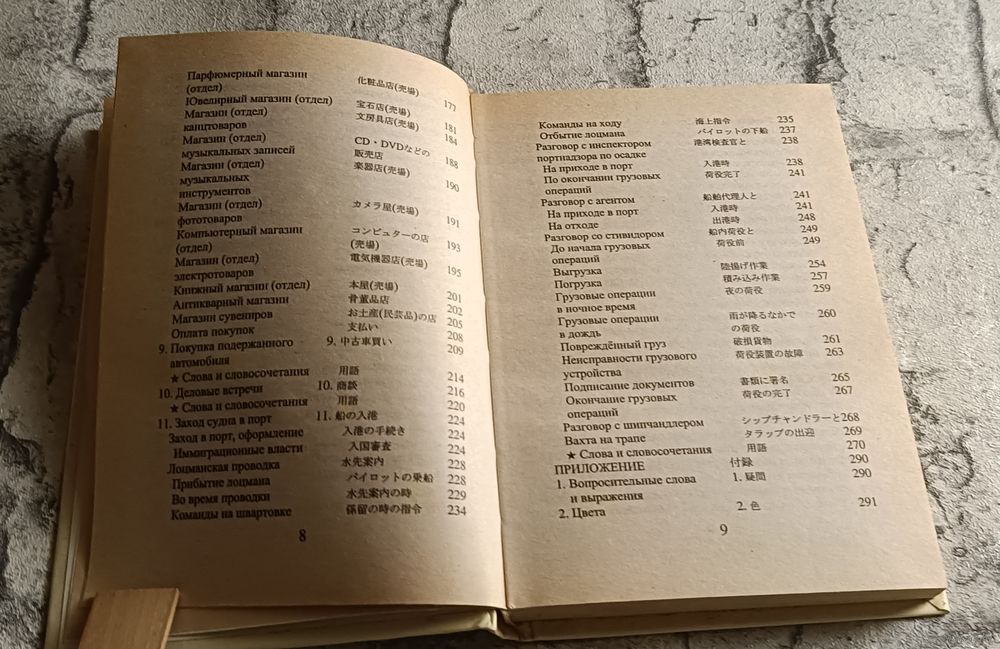 Парфюмерный магазин 化粧品店(売場)
(отдел) 177
Ювелирный магазин (отдел) 宝石店(売場) 181
Магазин (отдел) 文房具店(売場) 184
канцтоваров
Магазин (отдел) CD・DVDなどの
музыкальных записей 販売店 188
Магазин (отдел) 楽器店(売場)
музыкальных
инструментов 190
Магазин (отдел) カメラ屋(売場)
фототоваров 191
Компьютерный магазин コンピュターの店
(отдел) (売場) 193
Магазин (отдел) 電気機器店(売場)
электротоваров 195
Книжный магазин (отдел) 本屋(売場) 201
Антикварный магазин 骨董品店 202
Магазин сувениров お土産(民芸品)の店 205
Оплата покупок 支払い 208
9. Покупка подержанного 9. 中古車買い 209
автомобиля
★ Слова и словосочетания 用語 214
10. Деловые встречи 10. 商談 216
★ Слова и словосочетания 用語 220
11. Заход судна в порт 11. 船の入港 224
Заход в порт, оформление 入港の手続き 224
Иммиграционные власти 入国審査 224
Лоцманская проводка 水先案内 228
Прибытие лоцмана パイロットの乗船 228
Во время проводки 水先案内の時 229
Команды на швартовке 係留の時の指令 234
8
Команды на ходу 海上指令 235
Отбытие лоцмана パイロットの下船 237
Разговор с инспектором 港湾検査官と 238
портнадзора по осадке
На приходе в порт 入港時 238
По окончании грузовых 荷役完了 241
операций
Разговор с агентом 船舶代理人と 241
На приходе в порт 入港時 241
На отходе 出港時 248
Разговор со стивидором 船内荷役と 249
До начала грузовых 荷役前 249
операций
Выгрузка 陸揚げ作業 254
Погрузка 積み込み作業 257
Грузовые операции 夜の荷役 259
в ночное время
Грузовые операции 雨が降るなかで 260
в дождь の荷役
Повреждённый груз 破損貨物 261
Неисправности грузового 荷役装置の故障 263
устройства
Подписание документов 書類に署名 265
Окончание грузовых 荷役の完了 267
операций
Разговор с шипчандлером シップチャンドラーと268
Вахта на трапе タラップの出迎 269
★ Слова и словосочетания 用語 270
ПРИЛОЖЕНИЕ 付録 290
1. Вопросительные слова 1. 疑問 290
и выражения
2. Цвета 2. 色 291
9